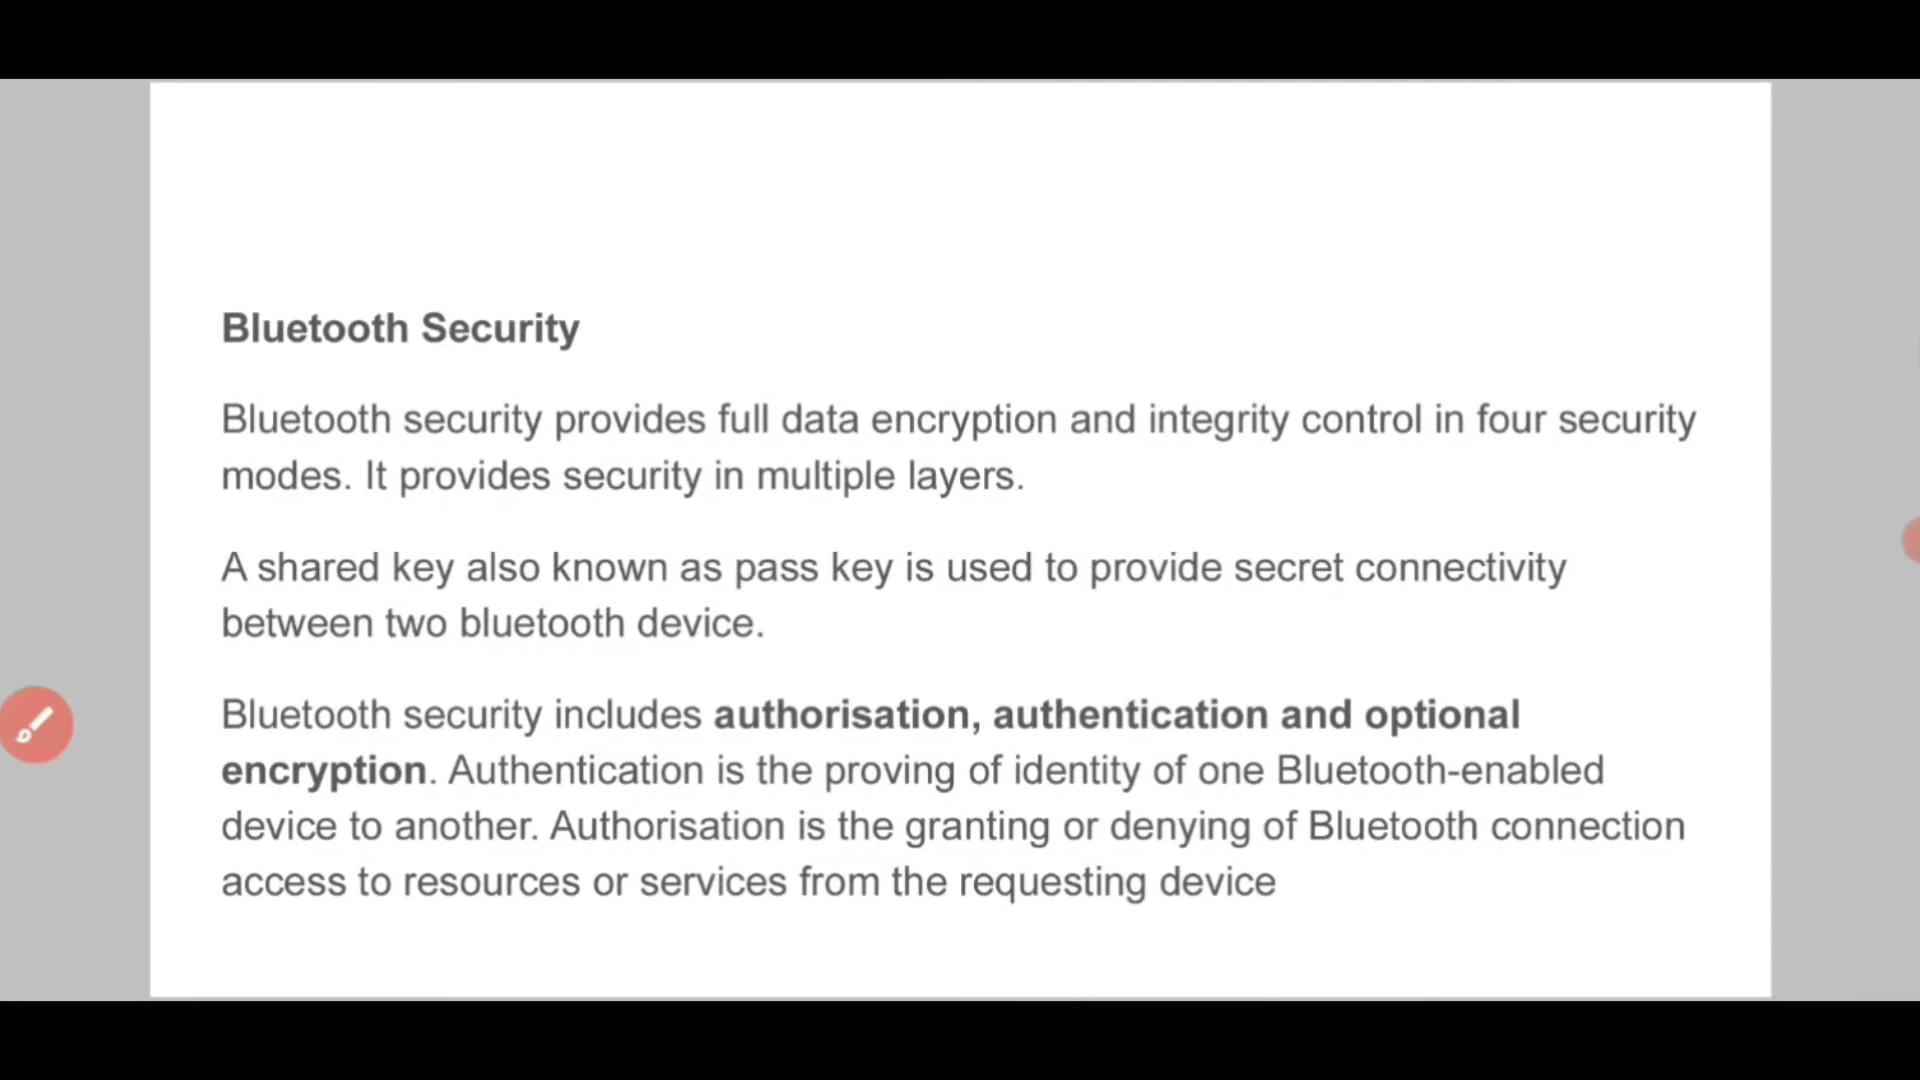 Bluetooth Security
Bluetooth security provides full data encryption and integrity control in four security
modes. It provides security in multiple layers.
A shared key also known as pass key is used to provide secret connectivity
between two bluetooth device.
Bluetooth security includes authorisation, authentication and optional
encryption. Authentication is the proving of identity of one Bluetooth-enabled
device to another. Authorisation is the granting or denying of Bluetooth connection
access to resources or services from the requesting device